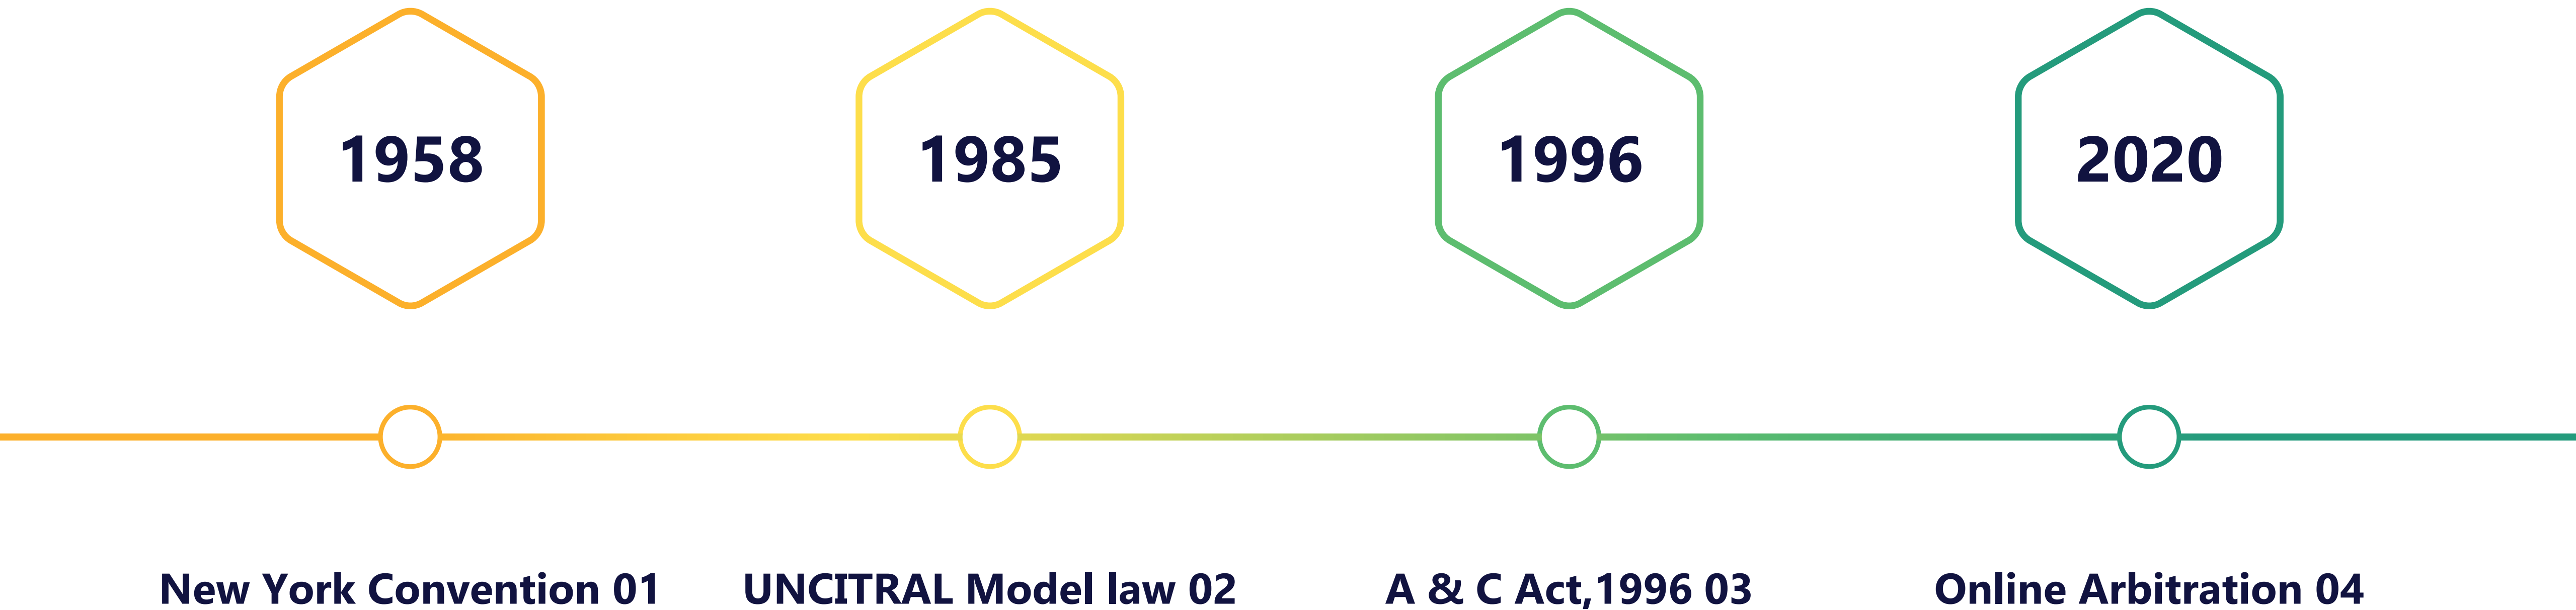 1958
1985
1996
2020
New York Convention 01
UNCITRAL Model law 02
A & C Act,1996 03
Online Arbitration 04